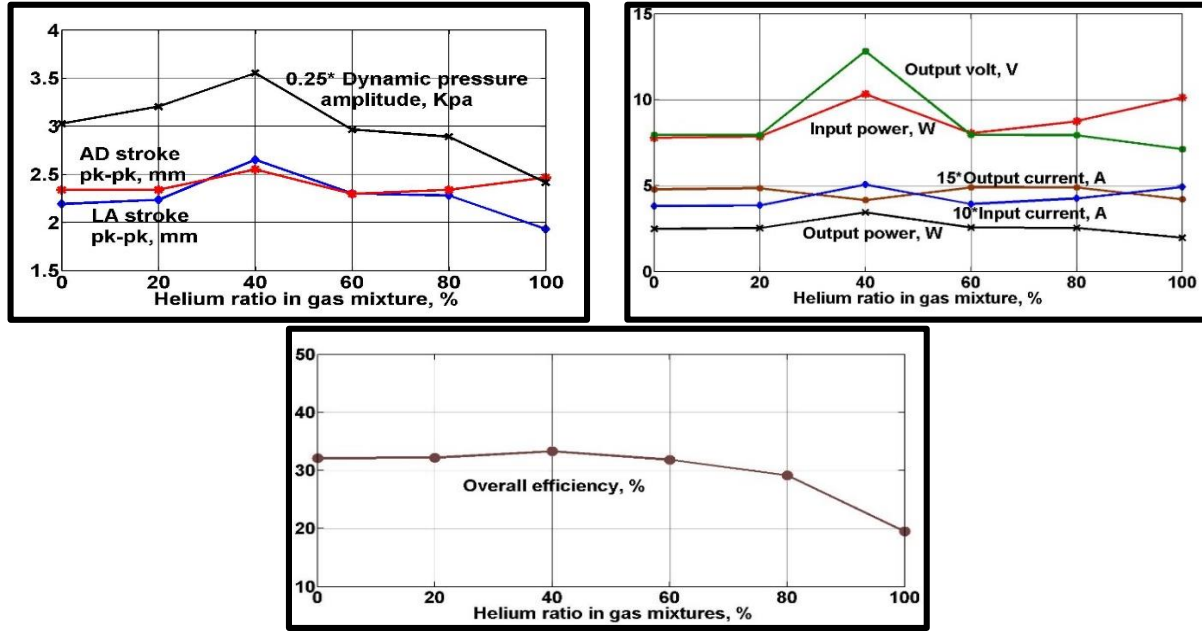 4
3.5
3
2.5
2
1.5
0.25* Dynamic pressure
amplitude, Kpa
AD stroke
pk-pk, mm
LA stroke
pk-pk, mm
0 20 40 60 80 100
Helium ratio in gas mixture, %
15
10
5
0
Output volt, V
Input power, W
15*Output current, A
10*Input current, A
Output power, W
0 20 40 60 80 100
Helium ratio in gas mixture, %
50
40
30
20
10
Overall efficiency, %
0 20 40 60 80 100
Helium ratio in gas mixtures, %